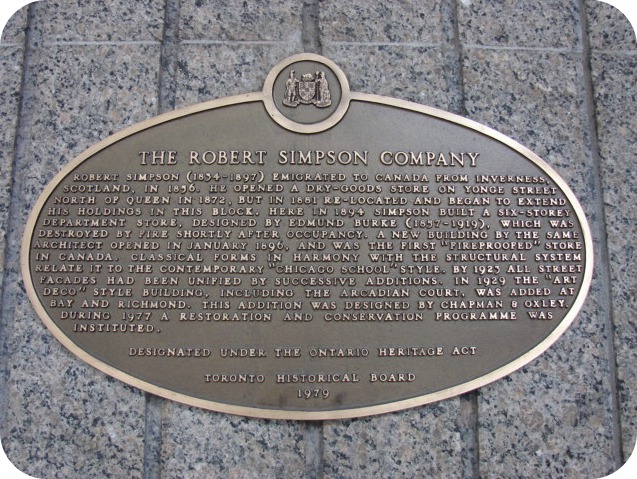 THE ROBERT SIMPSON COMPANY
ROBERT SIMPSON (1834-1897) EMIGRATED TO CANADA FROM INVERNESS,
SCOTLAND, IN 1856. HE OPENED A DRY-GOODS STORE ON YONGE STREET
NORTH OF QUEEN IN 1872, BUT IN 1881 RE-LOCATED AND BEGAN TO EXTEND
HIS HOLDINGS IN THIS BLOCK. HERE IN 1894 SIMPSON BUILT A SIX-STOREY
DEPARTMENT STORE, DESIGNED BY EDMUND BURKE (1857-1919), WHICH WAS
DESTROYED BY FIRE SHORTLY AFTER OCCUPANCY. A NEW BUILDING BY THE SAME
ARCHITECT OPENED IN JANUARY 1896, AND WAS THE FIRST "FIREPROOFED" STORE
IN CANADA. CLASSICAL FORMS IN HARMONY WITH THE STRUCTURAL SYSTEM
RELATE IT TO THE CONTEMPORARY "CHICAGO SCHOOL" STYLE. BY 1923 ALL STREET
FACADES HAD BEEN UNIFIED BY SUCCESSIVE ADDITIONS. IN 1929 THE "ART
DECO" STYLE BUILDING, INCLUDING THE ARCADIAN COURT, WAS ADDED AT
BAY AND RICHMOND. THIS ADDITION WAS DESIGNED BY CHAPMAN & OXLEY.
DURING 1977 A RESTORATION AND CONSERVATION PROGRAMME WAS
INSTITUTED.
DESIGNATED UNDER THE ONTARIO HERITAGE ACT
TORONTO HISTORICAL BOARD
1979